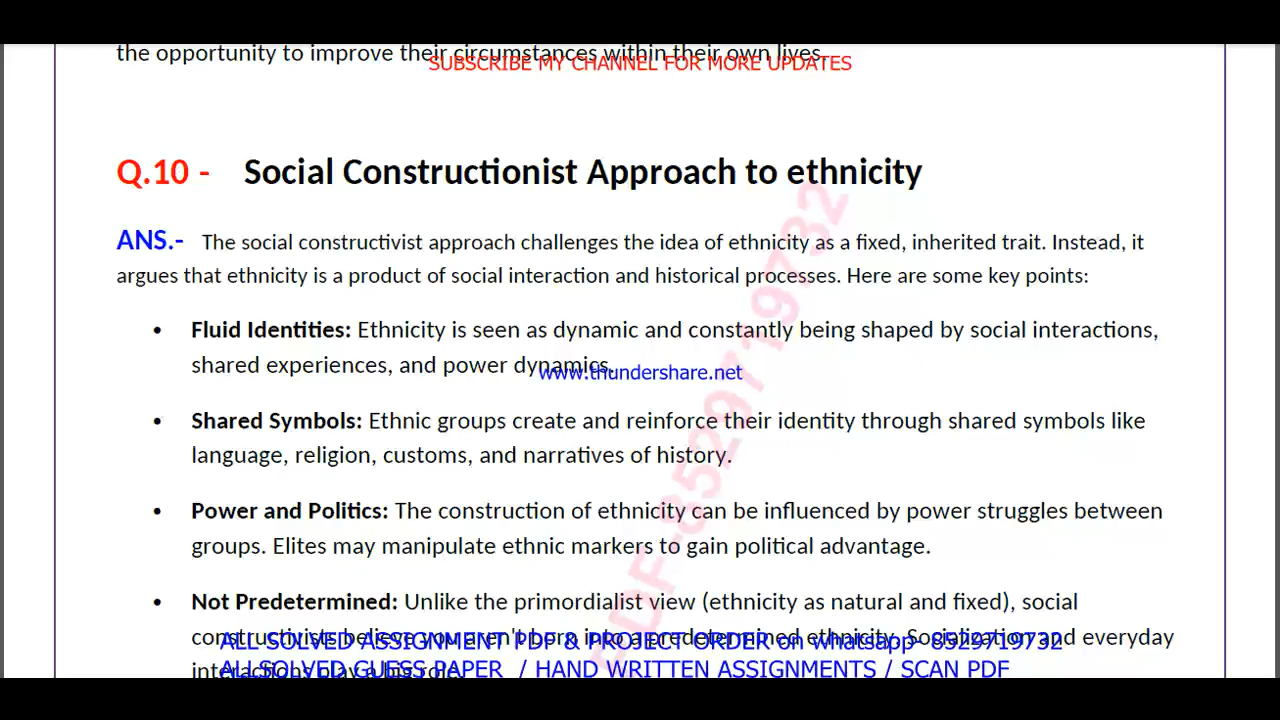 the opportunity to improve their circumstances within their own lives.
SUBSCRIBE MY CHANNEL FOR MORE UPDATES
Q.10 - Social Constructionist Approach to ethnicity
ANS.- The social constructivist approach challenges the idea of ethnicity as a fixed, inherited trait. Instead, it
argues that ethnicity is a product of social interaction and historical processes. Here are some key points:
• Fluid Identities: Ethnicity is seen as dynamic and constantly being shaped by social interactions,
shared experiences, and power dynamics.
www.thundershare.net
• Shared Symbols: Ethnic groups create and reinforce their identity through shared symbols like
language, religion, customs, and narratives of history.
• Power and Politics: The construction of ethnicity can be influenced by power struggles between
groups. Elites may manipulate ethnic markers to gain political advantage.
• Not Predetermined: Unlike the primordialist view (ethnicity as natural and fixed), social
constructivists believe you aren't born into a predetermined ethnicity. Socialization and everyday
ALL SOLVED ASSIGNMENT PDF & PROJECT ORDER on whatsapp- 8529719732
interactions play a big role.
ALL SOLVED GUESS PAPER / HAND WRITTEN ASSIGNMENTS / SCAN PDF
PDF-8529719732